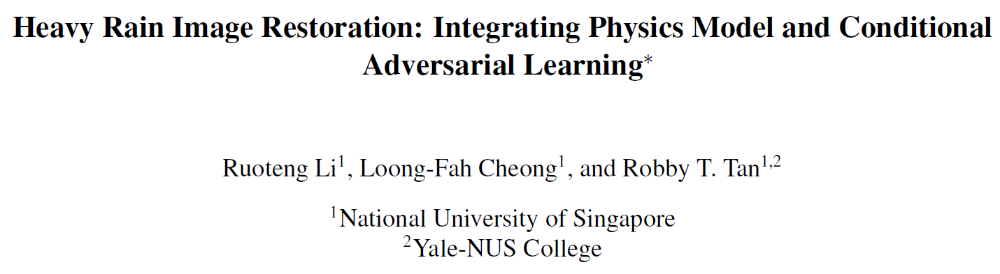 Heavy Rain Image Restoration: Integrating Physics Model and Conditional
Adversarial Learning*
Ruoteng Li1, Loong-Fah Cheong1, and Robby T. Tan1,2
1National University of Singapore
2Yale-NUS College